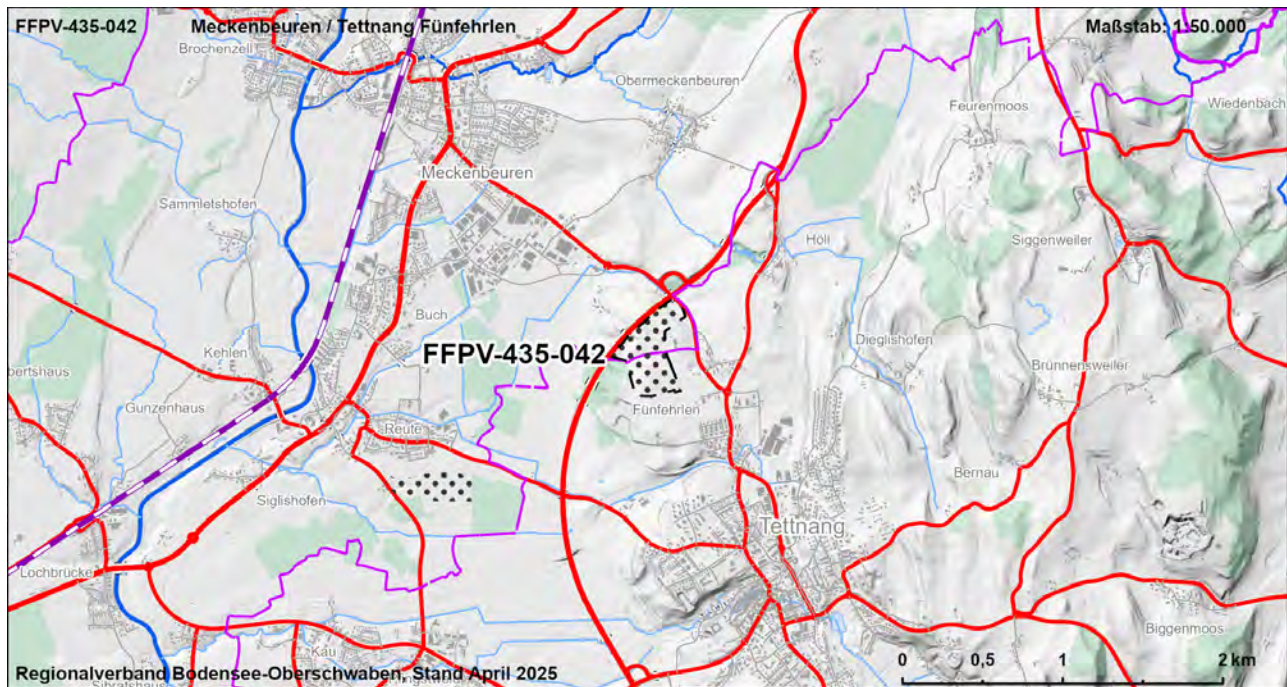 FFPV-435-042 Meckenbeuren / Tettnang Fünfehrlen Maßstab: 1:50.000
Brochenzell
Obermeckenbeuren
Feurenmoos
Wiedenbach
Meckenbeuren
Sammletshofen
Höll
Siggenweiler
Buch
FFPV-435-042
Kehlen
Dieglishofen
Brünnensweiler
bertshaus
Gunzenhaus
Fünfehrlen
Reute
Bernau
Siglishofen
Tettnang
Lochbrücke
Biggenmoos
Kau
0 0,5 1 2 km
Regionalverband Bodensee-Oberschwaben, Stand April 2025